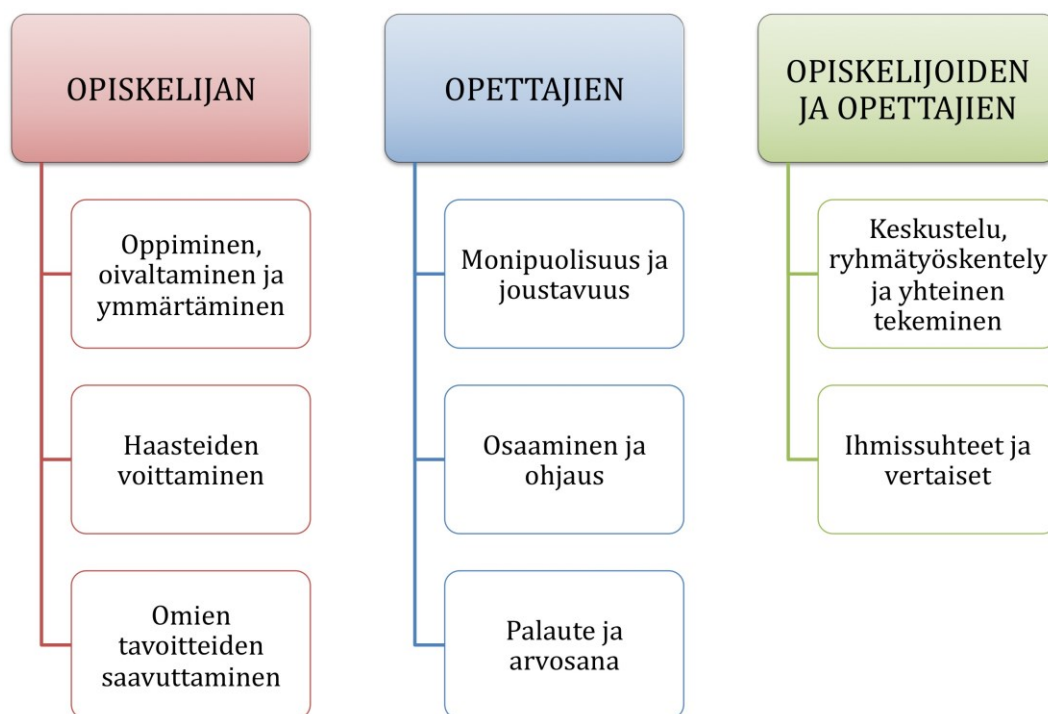 OPISKELIJAN
Oppiminen,
oivaltaminen ja
ymmärtäminen
Haasteiden
voittaminen
Omien
tavoitteiden
saavuttaminen
OPETTAJIEN
Monipuolisuus ja
joustavuus
Osaaminen ja
ohjaus
Palaute ja
arvosana
OPISKELIJOIDEN
JA OPETTAJIEN
Keskustelu,
ryhmätyöskentely
ja yhteinen
tekeminen
Ihmissuhteet ja
vertaiset